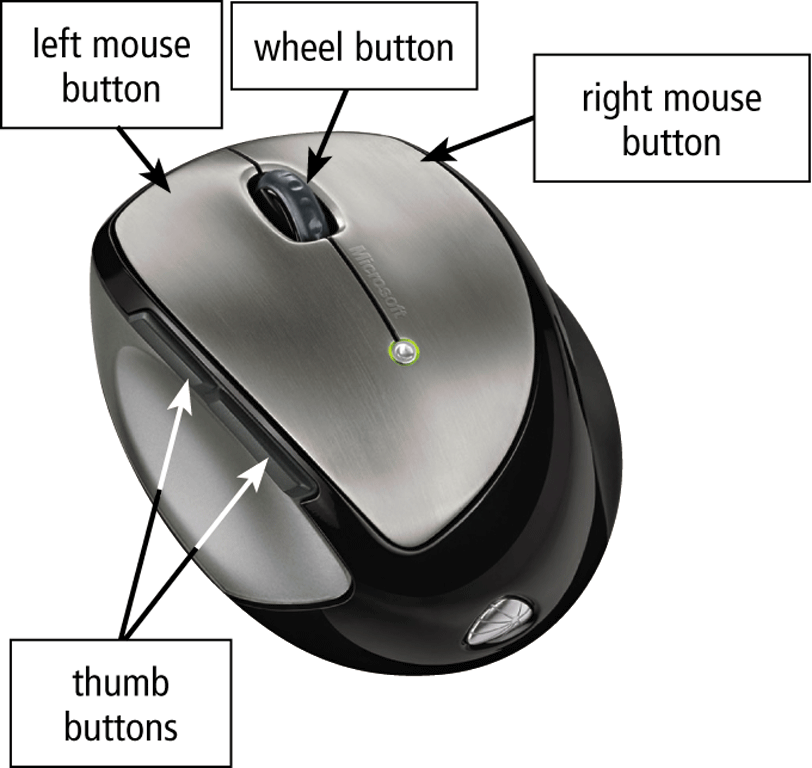 left mouse
button
wheel button
right mouse
button
Microsoft
thumb
buttons